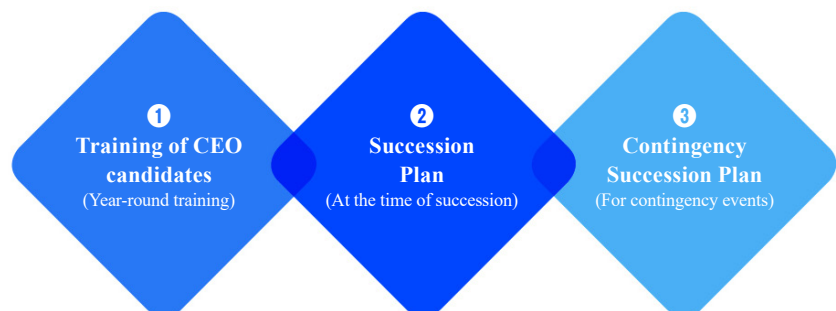 1
Training of CEO
candidates
(Year-round training)
2
Succession
Plan
(At the time of succession)
3
Contingency
Succession Plan
(For contingency events)